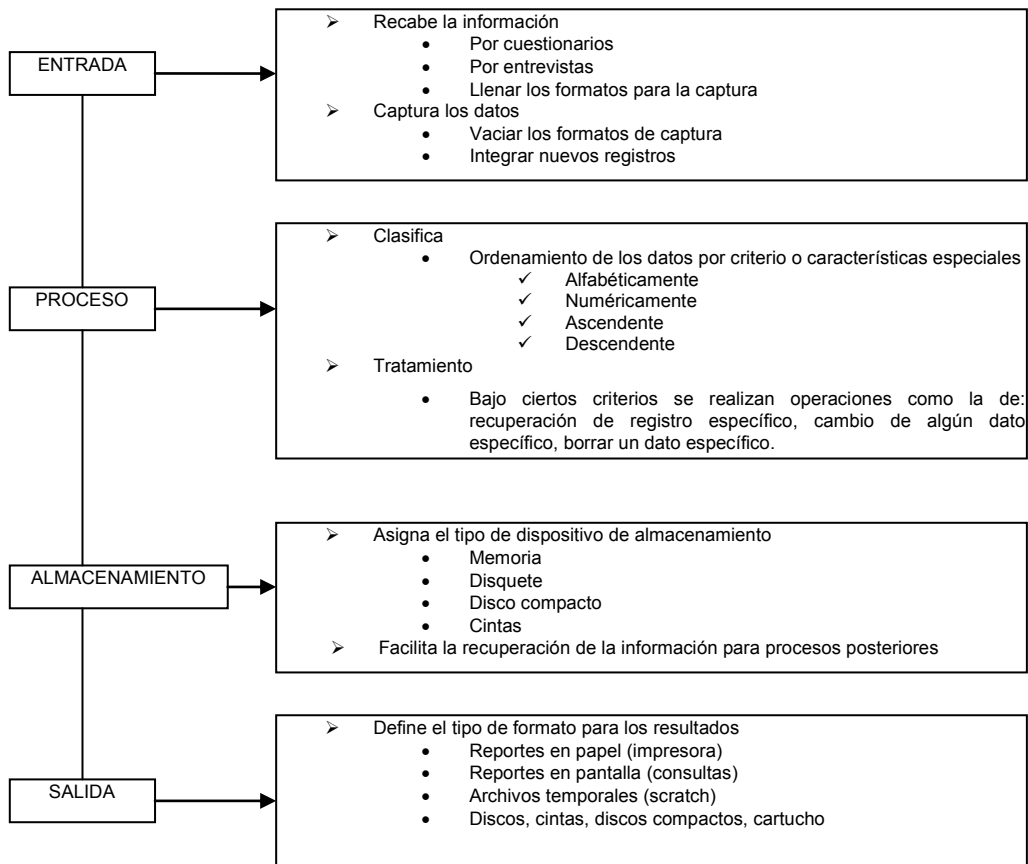 ENTRADA
➢ Recabe la información
• Por cuestionarios
• Por entrevistas
• Llenar los formatos para la captura
➢ Captura los datos
• Vaciar los formatos de captura
• Integrar nuevos registros
PROCESO
➢ Clasifica
• Ordenamiento de los datos por criterio o características especiales
✓ Alfabéticamente
✓ Numéricamente
✓ Ascendente
✓ Descendente
➢ Tratamiento
• Bajo ciertos criterios se realizan operaciones como la de:
recuperación de registro específico, cambio de algún dato
específico, borrar un dato específico.
ALMACENAMIENTO
➢ Asigna el tipo de dispositivo de almacenamiento
• Memoria
• Disquete
• Disco compacto
• Cintas
➢ Facilita la recuperación de la información para procesos posteriores
SALIDA
➢ Define el tipo de formato para los resultados
• Reportes en papel (impresora)
• Reportes en pantalla (consultas)
• Archivos temporales (scratch)
• Discos, cintas, discos compactos, cartucho